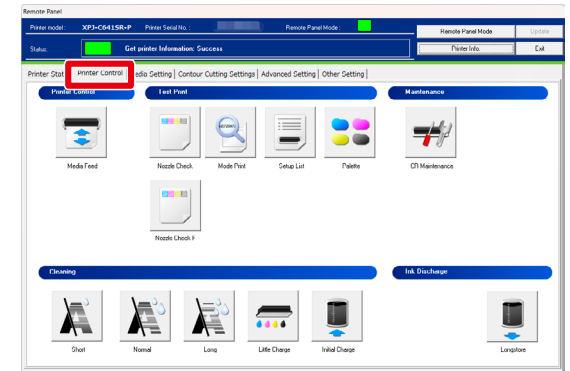 Remote Panel
Printer model : XPJ-C641SR-P Printer Serial No. : Remote Panel Mode :
Remote Panel Mode Update
Status: Get printer Information: Success
Printer Info. Exit
Printer Stat Printer Control edia Setting Contour Cutting Settings Advanced Setting Other Setting
Printer Control Test Print Maintenance
Media Feed Nozzle Check Mode Print Setup List Palette CR Maintenance
Nozzle Check F
Cleaning Ink Discharge
Short Normal Long Little Charge Initial Charge Longstore